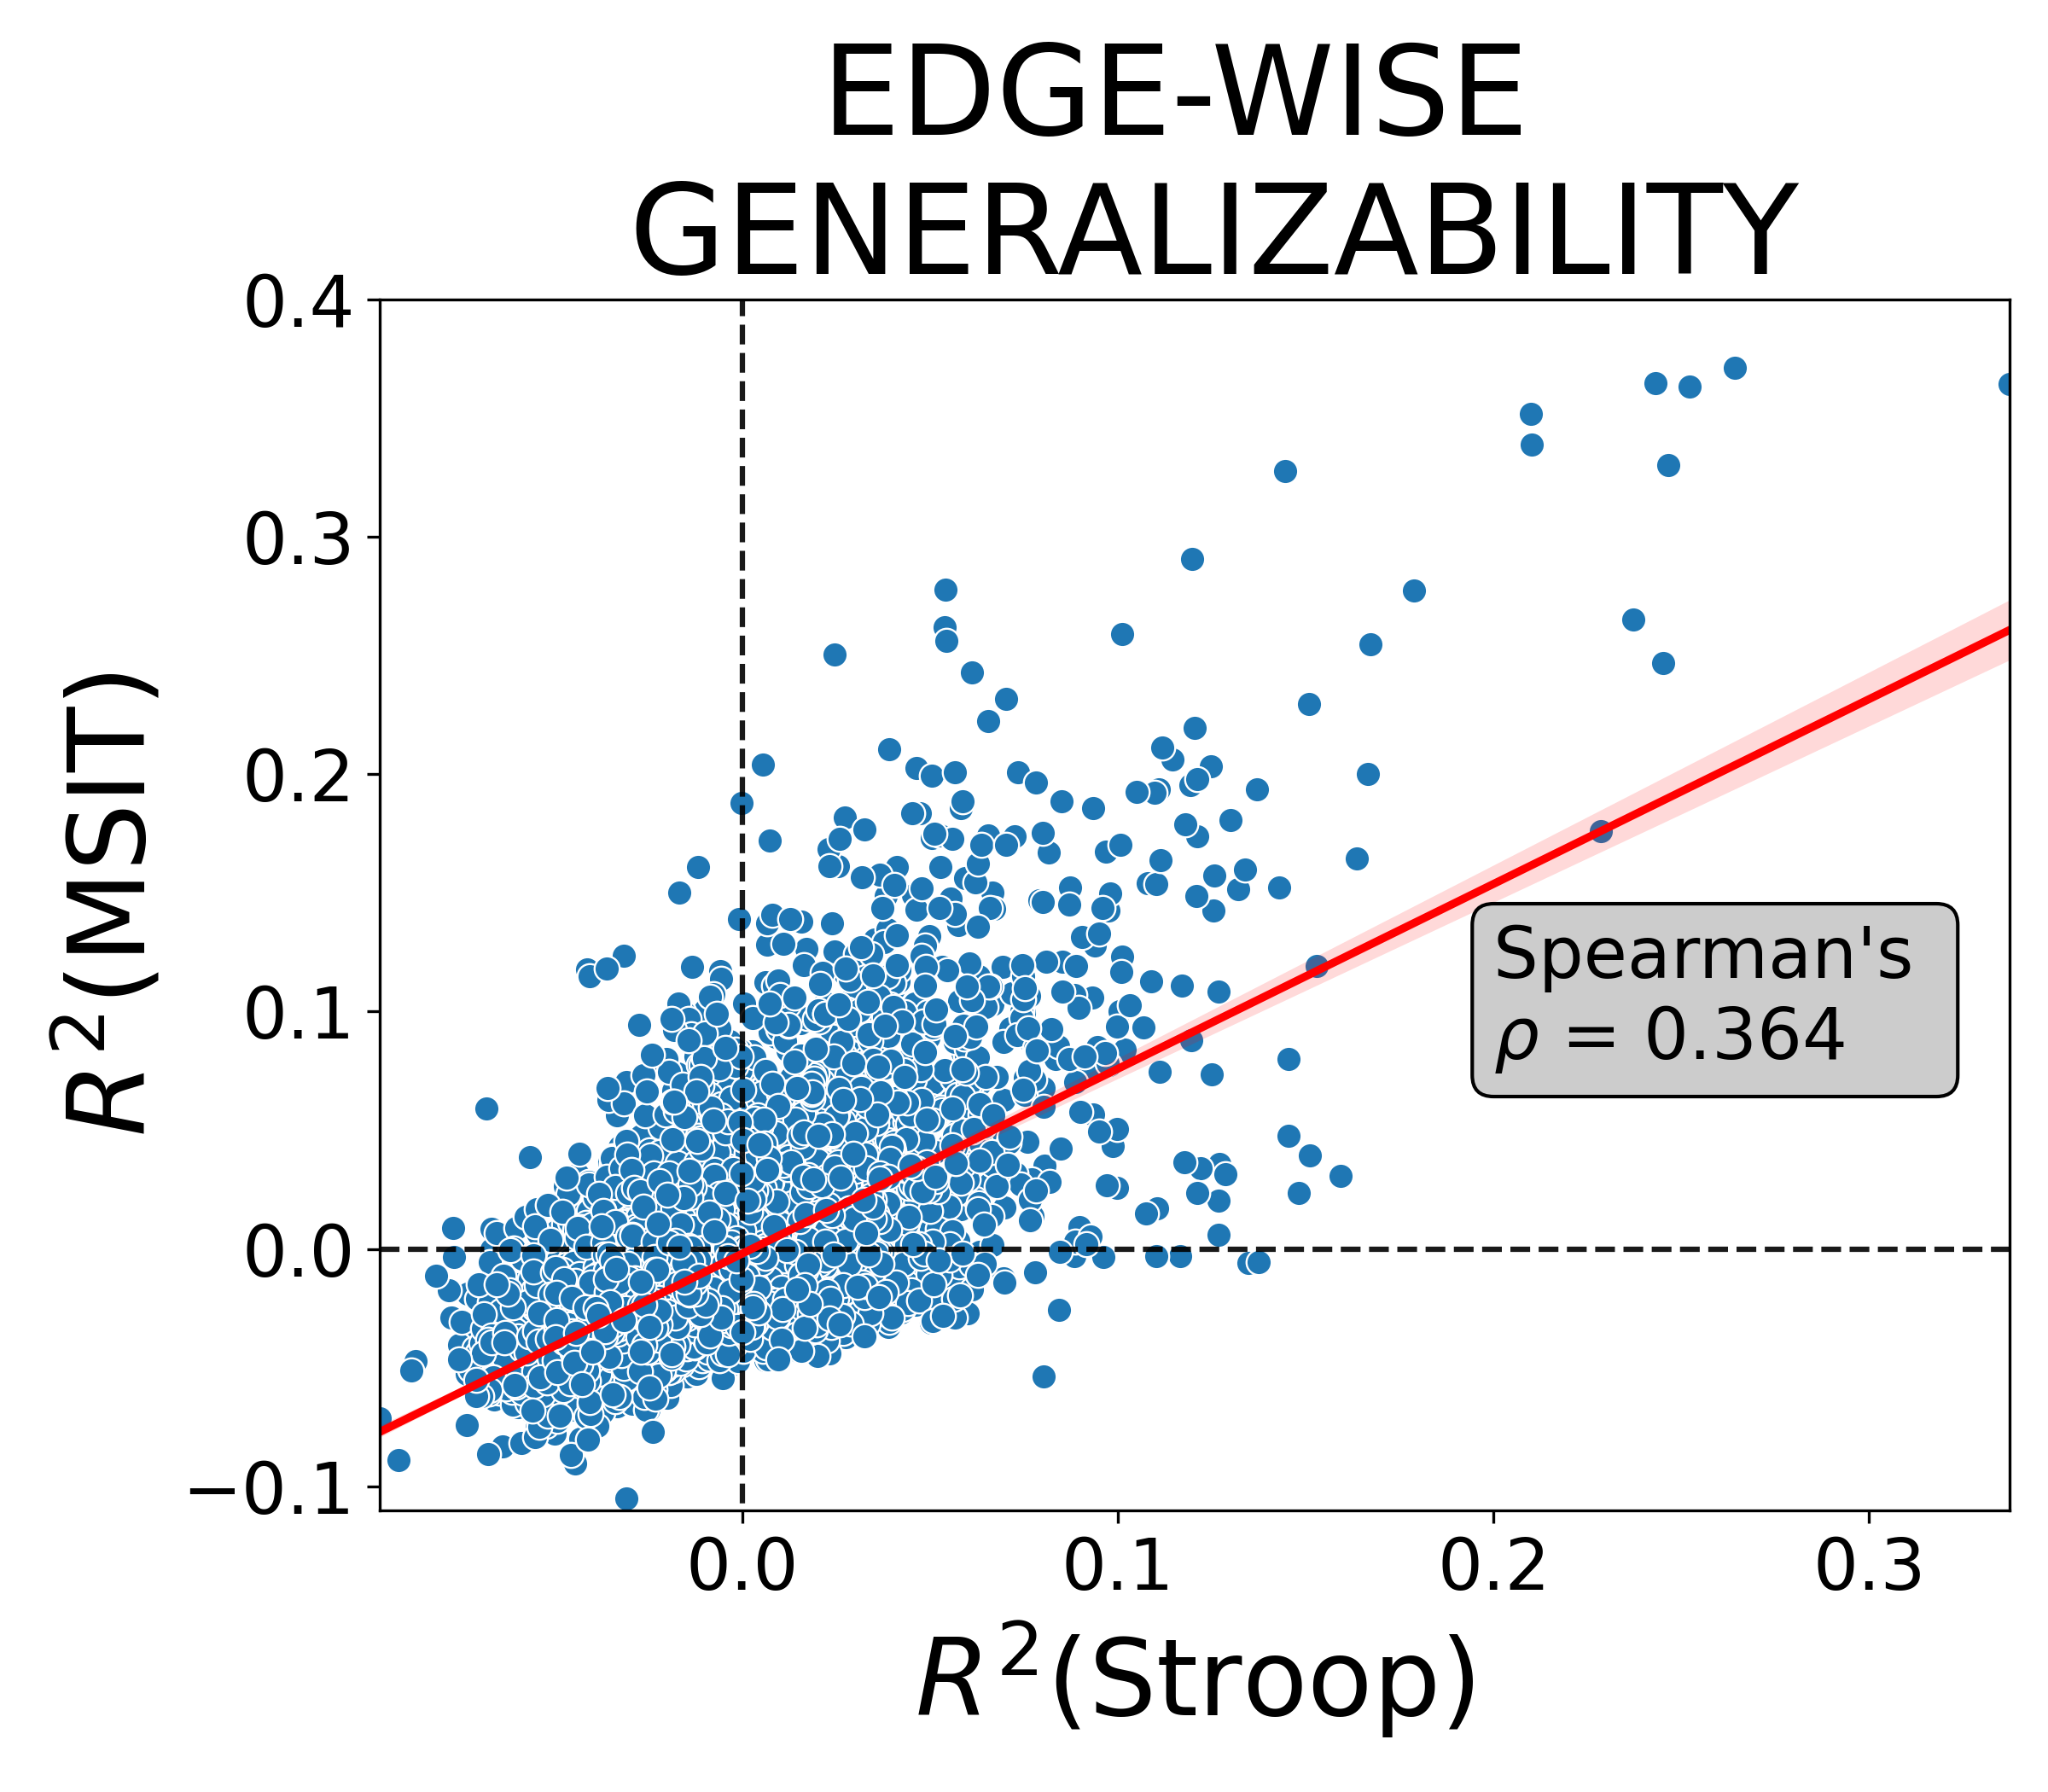 EDGE-WISE
GENERALIZABILITY
0.4
0.3
0.2
0.1
0.0
−0.1
R²(MSIT)
Spearman's
ρ = 0.364
0.0 0.1 0.2 0.3
R²(Stroop)